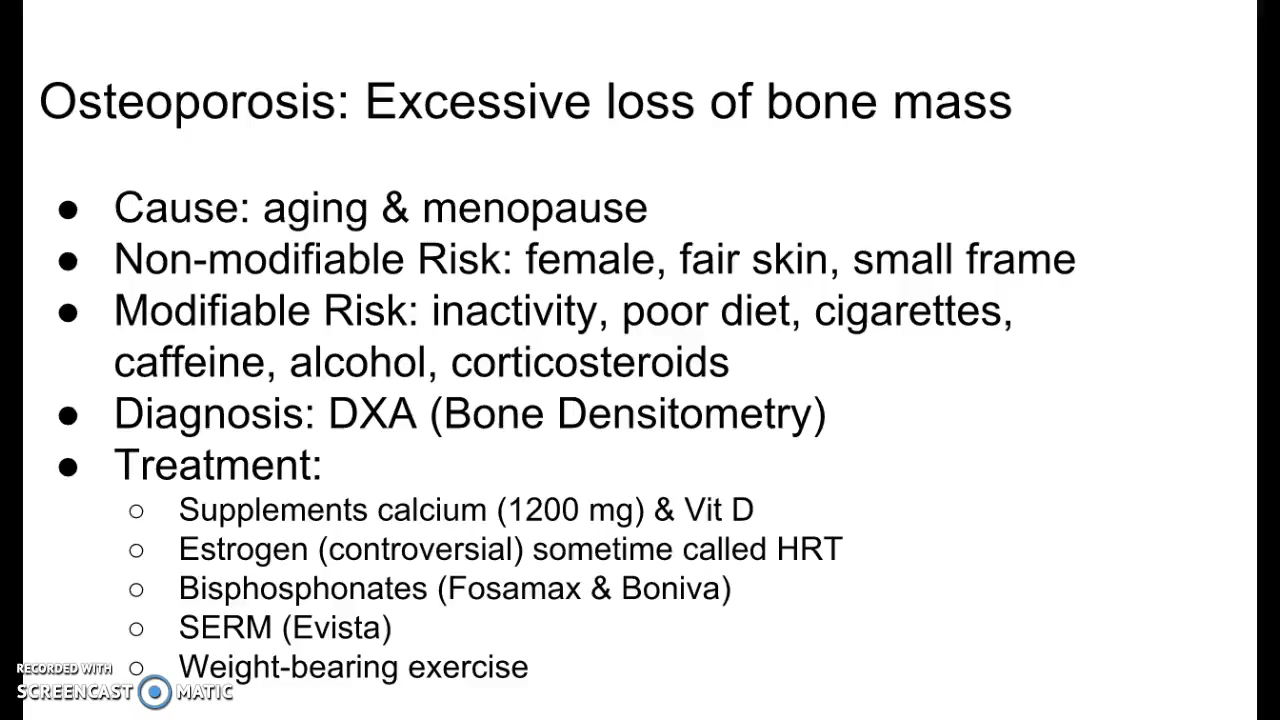 Osteoporosis: Excessive loss of bone mass
● Cause: aging & menopause
● Non-modifiable Risk: female, fair skin, small frame
● Modifiable Risk: inactivity, poor diet, cigarettes,
caffeine, alcohol, corticosteroids
● Diagnosis: DXA (Bone Densitometry)
● Treatment:
○ Supplements calcium (1200 mg) & Vit D
○ Estrogen (controversial) sometime called HRT
○ Bisphosphonates (Fosamax & Boniva)
○ SERM (Evista)
○ Weight-bearing exercise
RECORDED WITH
SCREENCAST MATIC